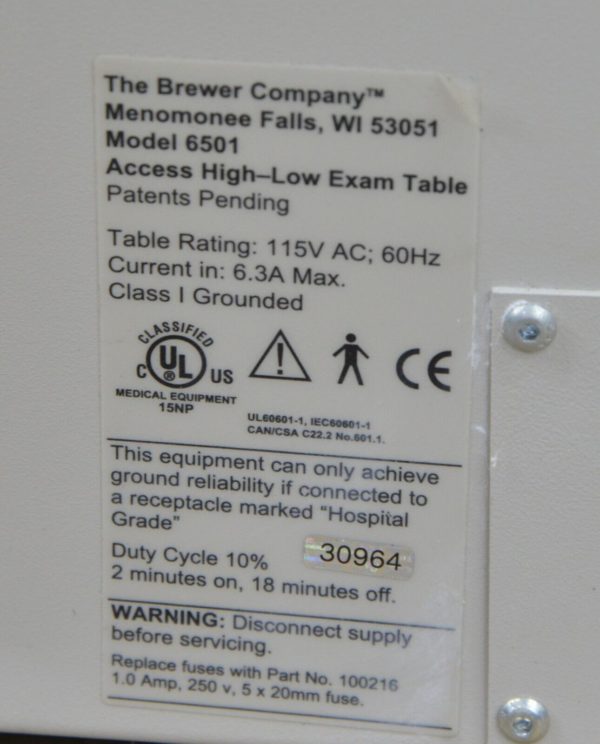 The Brewer Company™
Menomonee Falls, WI 53051
Model 6501
Access High–Low Exam Table
Patents Pending
Table Rating: 115V AC; 60Hz
Current in: 6.3A Max.
Class I Grounded
CLASSIFIED
C UL ® US
MEDICAL EQUIPMENT
15NP
CE
UL60601-1, IEC60601-1
CAN/CSA C22.2 No.601.1.
This equipment can only achieve
ground reliability if connected to
a receptacle marked “Hospital
Grade”
Duty Cycle 10% 30964
2 minutes on, 18 minutes off.
WARNING: Disconnect supply
before servicing.
Replace fuses with Part No. 100216
1.0 Amp, 250 v, 5 x 20mm fuse.